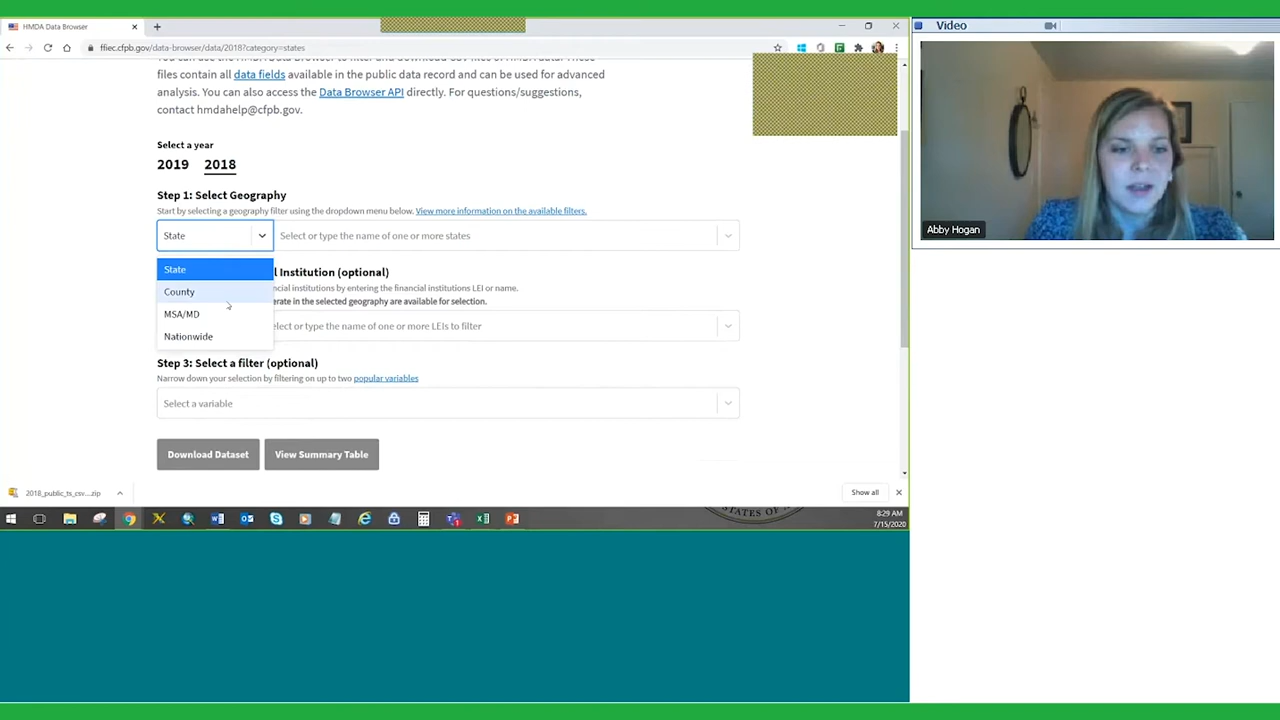 HMDA Data Browser
ffiec.cfpb.gov/data-browser/data/2018?category=states
files contain all data fields available in the public data record and can be used for advanced
analysis. You can also access the Data Browser API directly. For questions/suggestions,
contact hmdahelp@cfpb.gov.
Select a year
2019 2018
Step 1: Select Geography
Start by selecting a geography filter using the dropdown menu below. View more information on the available filters.
State
Select or type the name of one or more states
State
County
MSA/MD
Nationwide
l Institution (optional)
financial institutions by entering the financial institutions LEI or name.
erate in the selected geography are available for selection.
elect or type the name of one or more LEIs to filter
Step 3: Select a filter (optional)
Narrow down your selection by filtering on up to two popular variables
Select a variable
Download Dataset
View Summary Table
2018_public_ts_csv....zip
Show all
STATES OF
8:29 AM
7/15/2020
Video
Abby Hogan